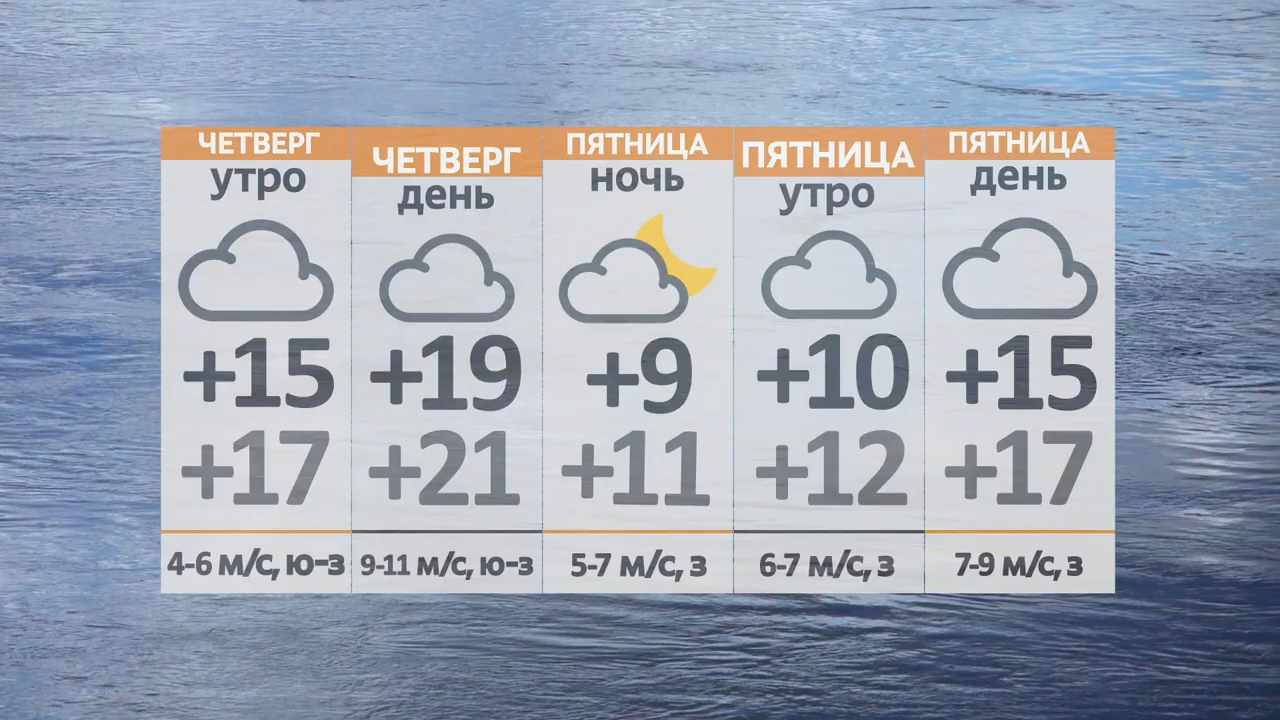 ЧЕТВЕРГ
утро
+15
+17
4-6 м/с, ю-з
ЧЕТВЕРГ
день
+19
+21
9-11 м/с, ю-з
ПЯТНИЦА
ночь
+9
+11
5-7 м/с, з
ПЯТНИЦА
утро
+10
+12
6-7 м/с, з
ПЯТНИЦА
день
+15
+17
7-9 м/с, з